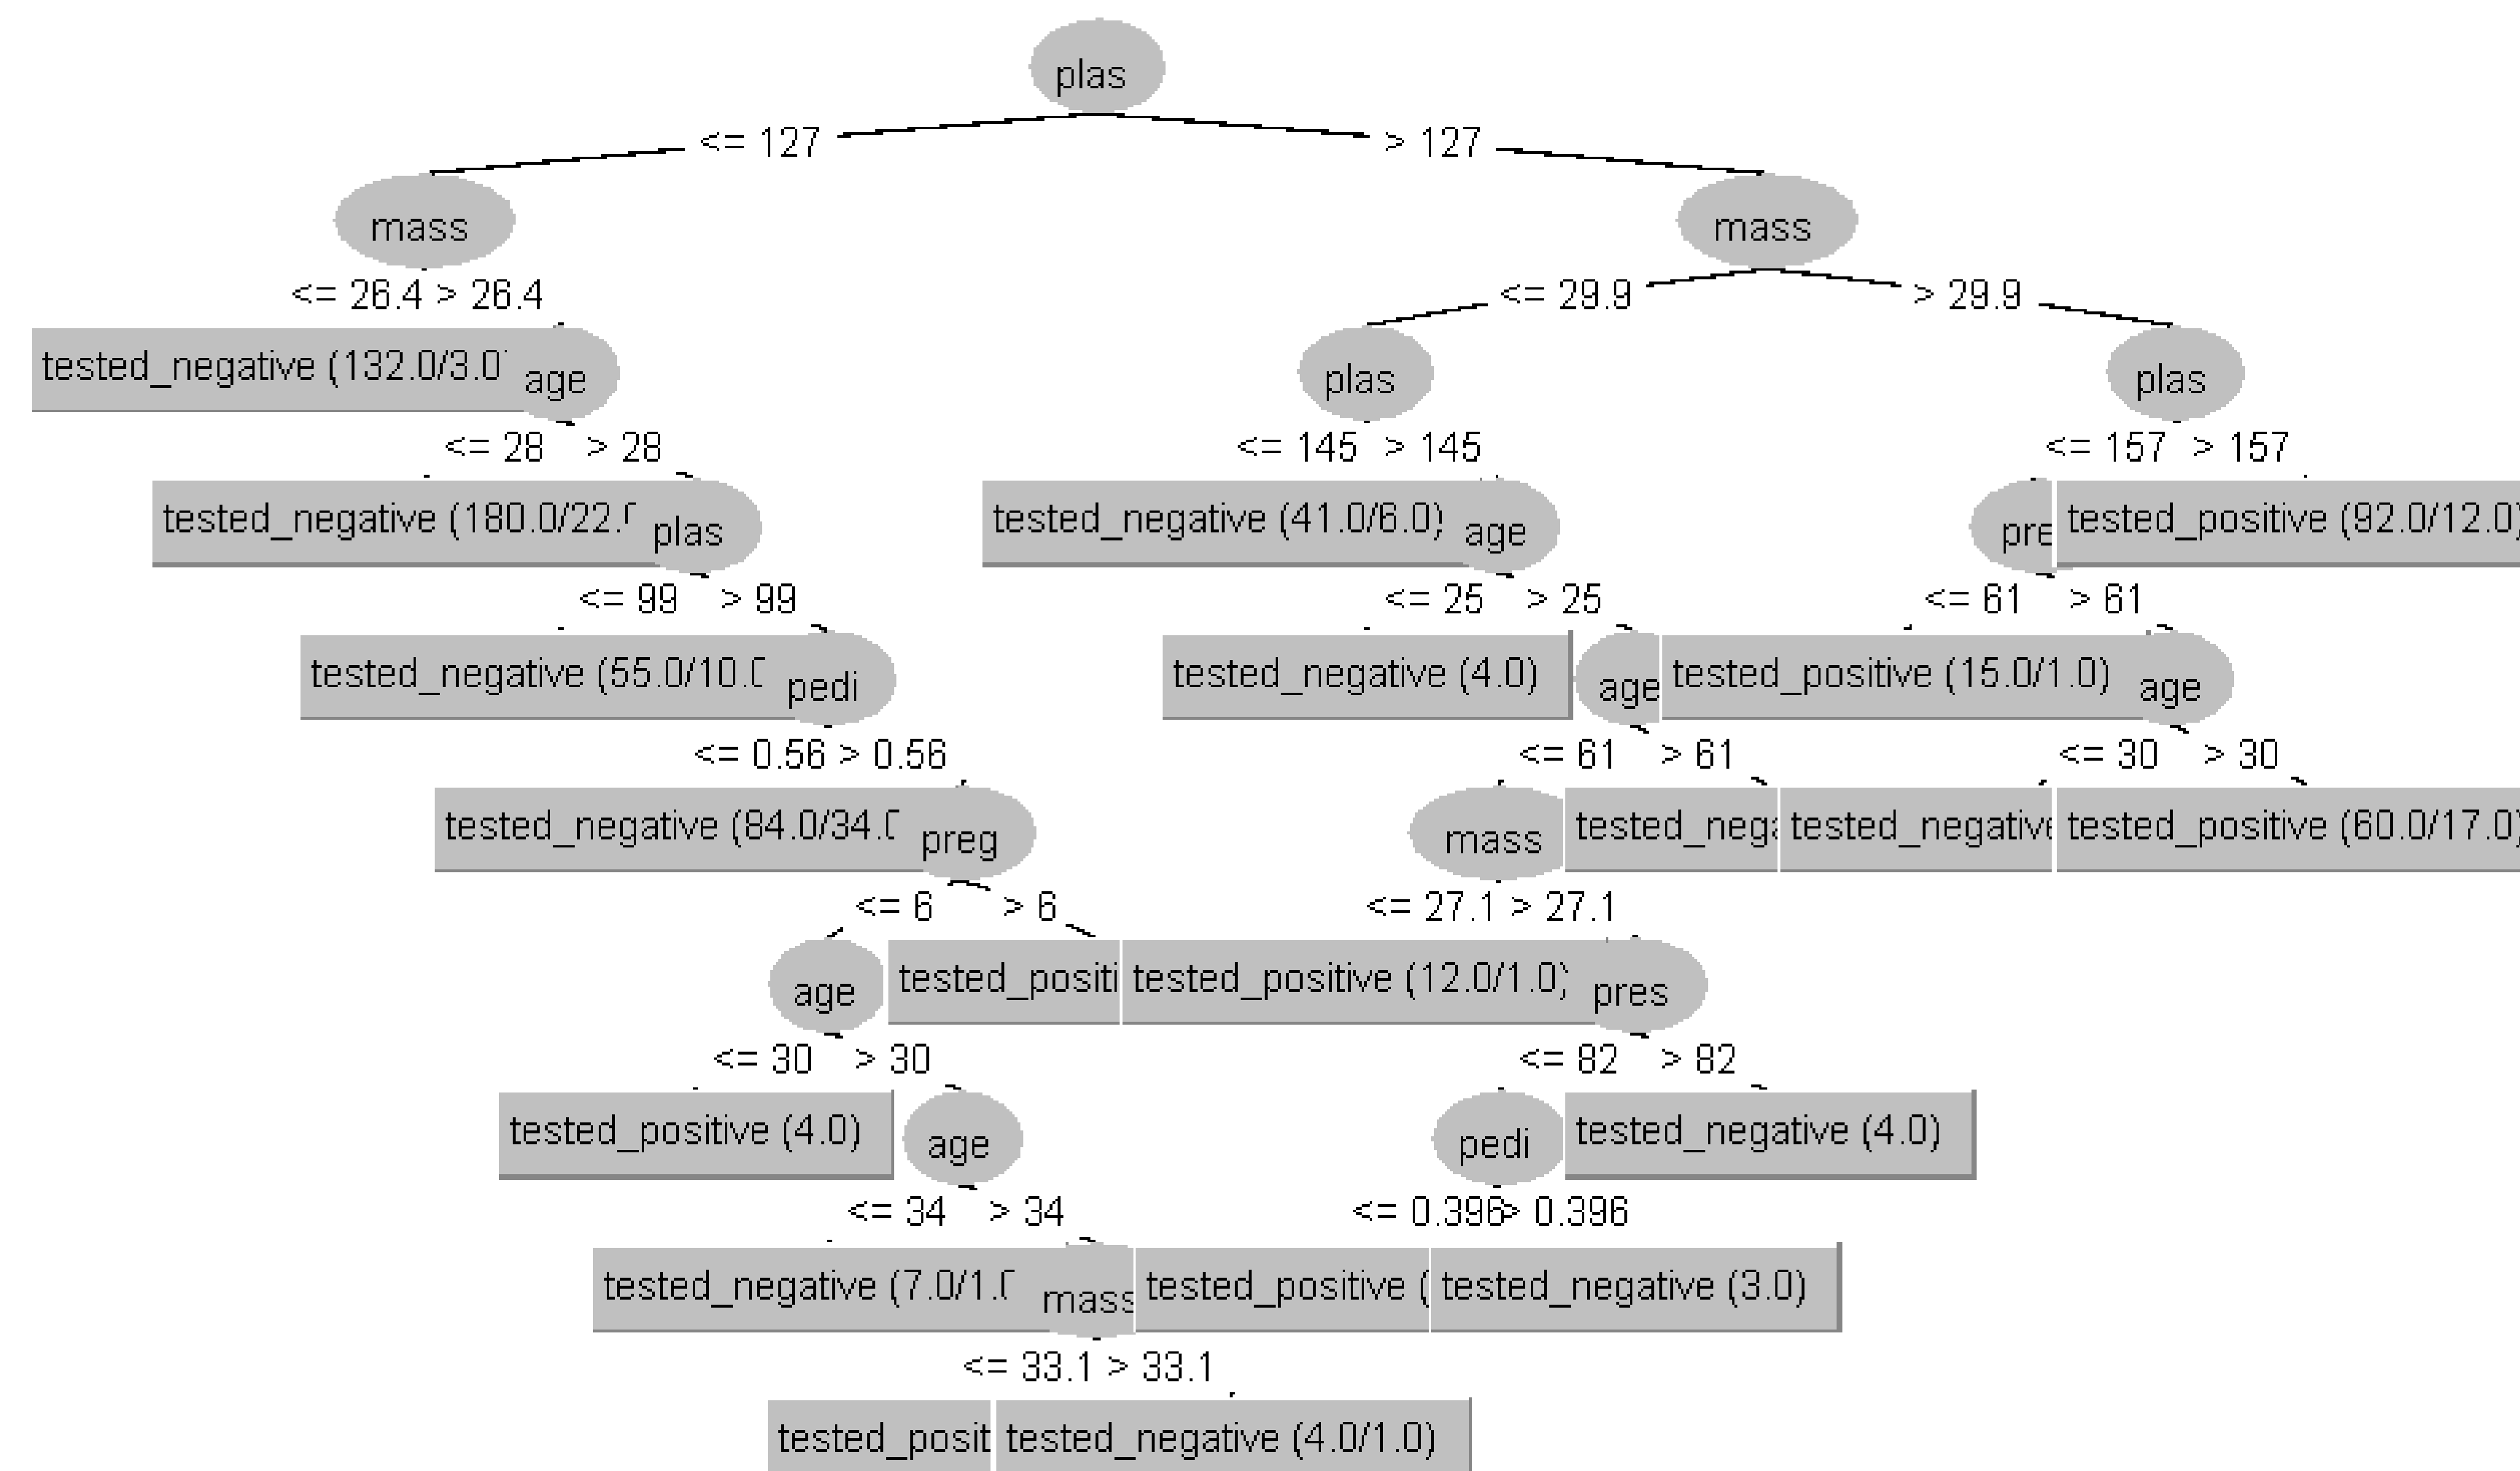 plas
<= 127 > 127
mass mass
<= 26.4 > 26.4 <= 29.9 > 29.9
tested_negative (132.0/3.0 age plas plas
<= 28 > 28 <= 145 > 145 <= 157 > 157
tested_negative (180.0/22. plas tested_negative (41.0/6.0) age pre tested_positive (92.0/12.0)
<= 99 > 99 <= 25 > 25 <= 61 > 61
tested_negative (55.0/10. pedi tested_negative (4.0) age tested_positive (15.0/1.0) age
<= 0.56 > 0.56 <= 61 > 61 <= 30 > 30
tested_negative (84.0/34. preg mass tested_nega tested_negative tested_positive (60.0/17.0)
<= 6 > 6 <= 27.1 > 27.1
age tested_positi tested_positive (12.0/1.0) pres
<= 30 > 30 <= 82 > 82
tested_positive (4.0) age pedi tested_negative (4.0)
<= 34 > 34 <= 0.396 > 0.396
tested_negative (7.0/1. mass tested_positive ( tested_negative (3.0)
<= 33.1 > 33.1
tested_posit tested_negative (4.0/1.0)